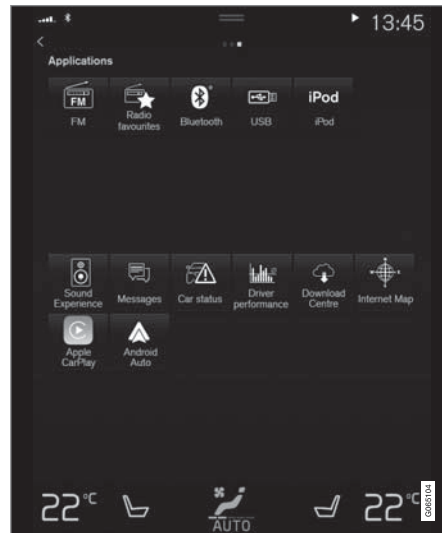 13:45
Applications
FM
iPod
FM
Radio favourites
Bluetooth
USB
iPod
Sound Experience
Messages
Car status
Driver performance
Download Centre
Internet Map
Apple CarPlay
Android Auto
22°C
AUTO
22°C
G065104